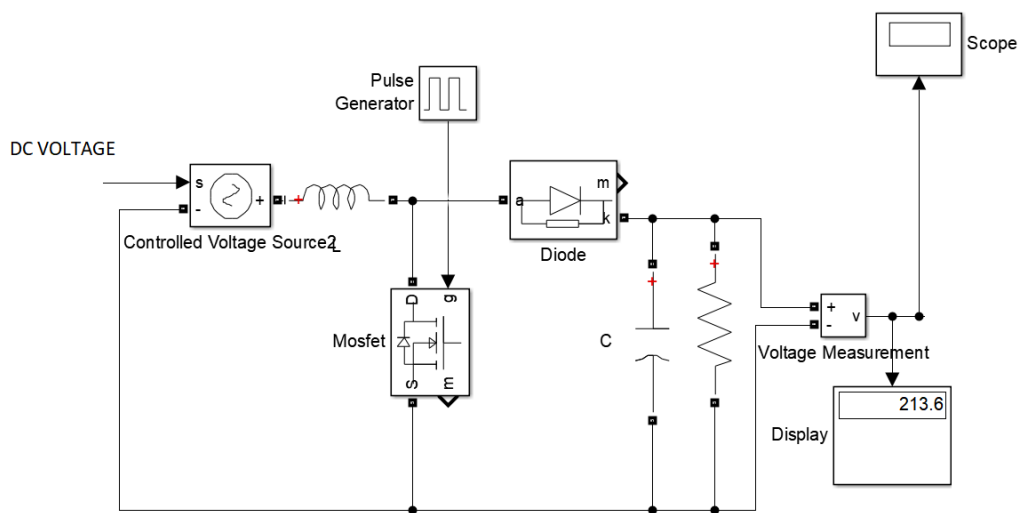 Scope
Pulse
Generator
DC VOLTAGE
s
-
+
+
Controlled Voltage Source2
L
m
a
k
Diode
D
g
Mosfet
S
m
+
+
C
+
-
v
Voltage Measurement
213.6
Display